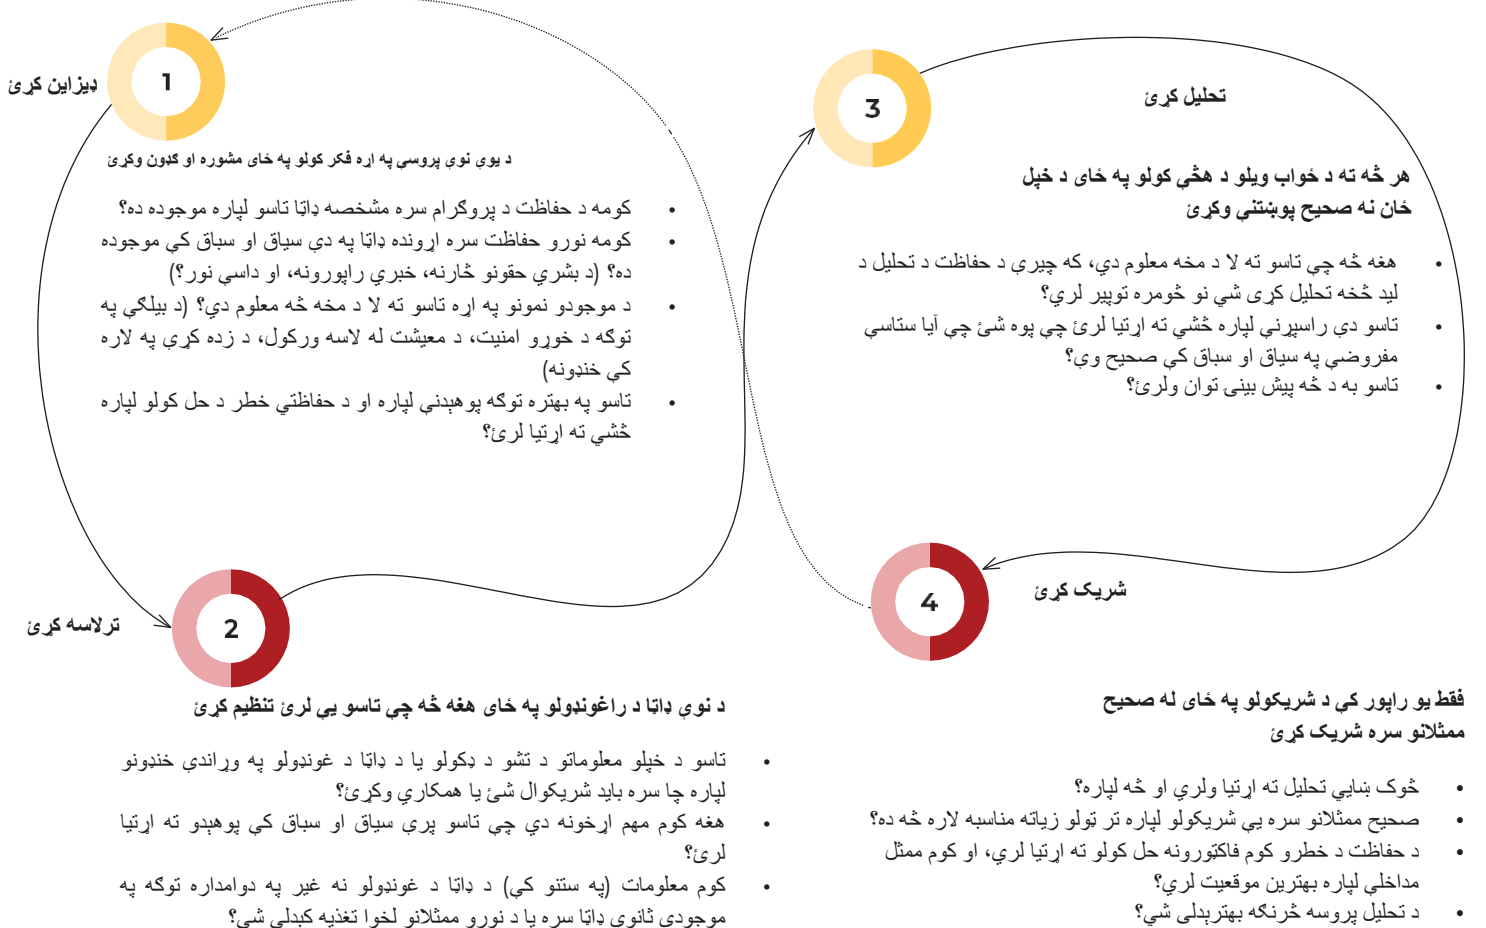 1
ډیزاین کړئ
د یوې نوې پروسې په اړه فکر کولو په ځای مشوره او ګډون وکړئ
• کومه د حفاظت د پروګرام سره مشخصه ډاټا تاسو لپاره موجوده ده؟
• کومه نورو حفاظت سره اړونده ډاټا په دې سیاق او سباق کې موجوده
ده؟ (د بشري حقونو څارنه، خبري راپورونه، او داسې نور؟)
• د موجودو نمونو په اړه تاسو ته لا د مخه څه معلوم دي؟ (د بیلګې په
توګه د خوړو امنیت، د معیشت له لاسه ورکول، د زده کړې په لاره
کې خنډونه)
• تاسو په بهتره توګه پوهېدنې لپاره او د حفاظتي خطر د حل کولو لپاره
څشي ته اړتیا لرئ؟
2
ترلاسه کړئ
د نوې ډاټا د راغونډولو په ځای هغه څه چې تاسو یې لرئ تنظیم کړئ
• تاسو د خپلو معلوماتو د تشو د ډکولو یا د ډاټا د غونډولو په وړاندې خنډونو
لپاره چا سره باید شریکوال شئ یا همکاري وکړئ؟
• هغه کوم مهم اړخونه دي چې تاسو پرې سیاق او سباق کې پوهېدو ته اړتیا
لرئ؟
• کوم معلومات (په ستنو کې) د ډاټا د غونډولو نه غیر په دوامداره توګه په
موجودې ثانوي ډاټا سره یا د نورو ممثلانو لخوا تغذیه کېدلی شي؟
3
تحلیل کړئ
هر څه ته د ځواب ویلو د هڅې کولو په ځای د خپل
ځان نه صحیح پوښتنې وکړئ
• هغه څه چې تاسو ته لا د مخه معلوم دي، که چیرې د حفاظت د تحلیل د
لید څخه تحلیل کړی شي نو څومره توپیر لري؟
• تاسو دې راسپړنې لپاره څشي ته اړتیا لرئ چې پوه شئ چې آیا ستاسې
مفروضې په سیاق او سباق کې صحیح وې؟
• تاسو به د څه پیش بینۍ توان ولرئ؟
4
شریک کړئ
فقط یو راپور کې د شریکولو په ځای له صحیح
ممثلانو سره شریک کړئ
• څوک ښايي تحلیل ته اړتیا ولري او څه لپاره؟
• صحیح ممثلانو سره یې شریکولو لپاره تر ټولو زیاته مناسبه لاره څه ده؟
• د حفاظت د خطرو کوم فاکټورونه حل کولو ته اړتیا لري، او کوم ممثل
مداخلې لپاره بهترین موقعیت لري؟
• د تحلیل پروسه څرنګه بهترېدلی شي؟